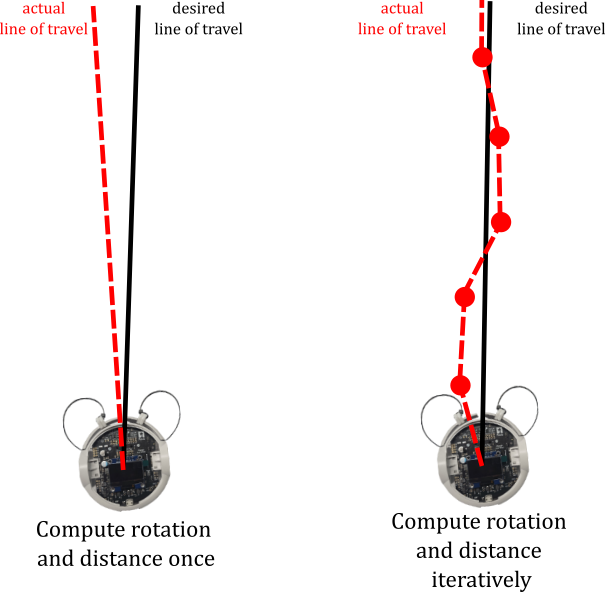 actual
line of travel
desired
line of travel
Compute rotation
and distance once
actual
line of travel
desired
line of travel
Compute rotation
and distance
iteratively